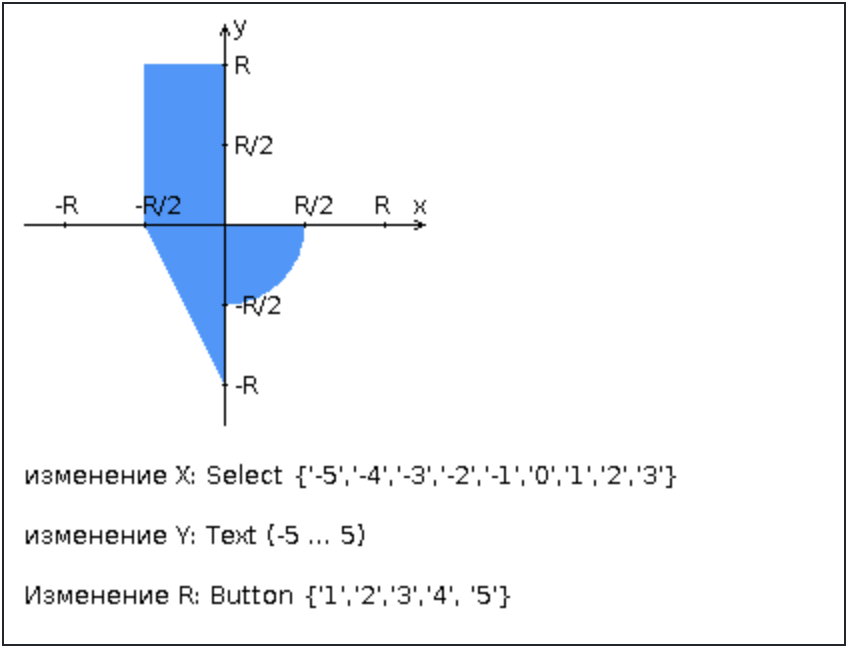 y
R
R/2
-R -R/2 R/2 R x
-R/2
-R
изменение X: Select {'-5','-4','-3','-2','-1','0','1','2','3'}
изменение Y: Text (-5 ... 5)
Изменение R: Button {'1','2','3','4', '5'}